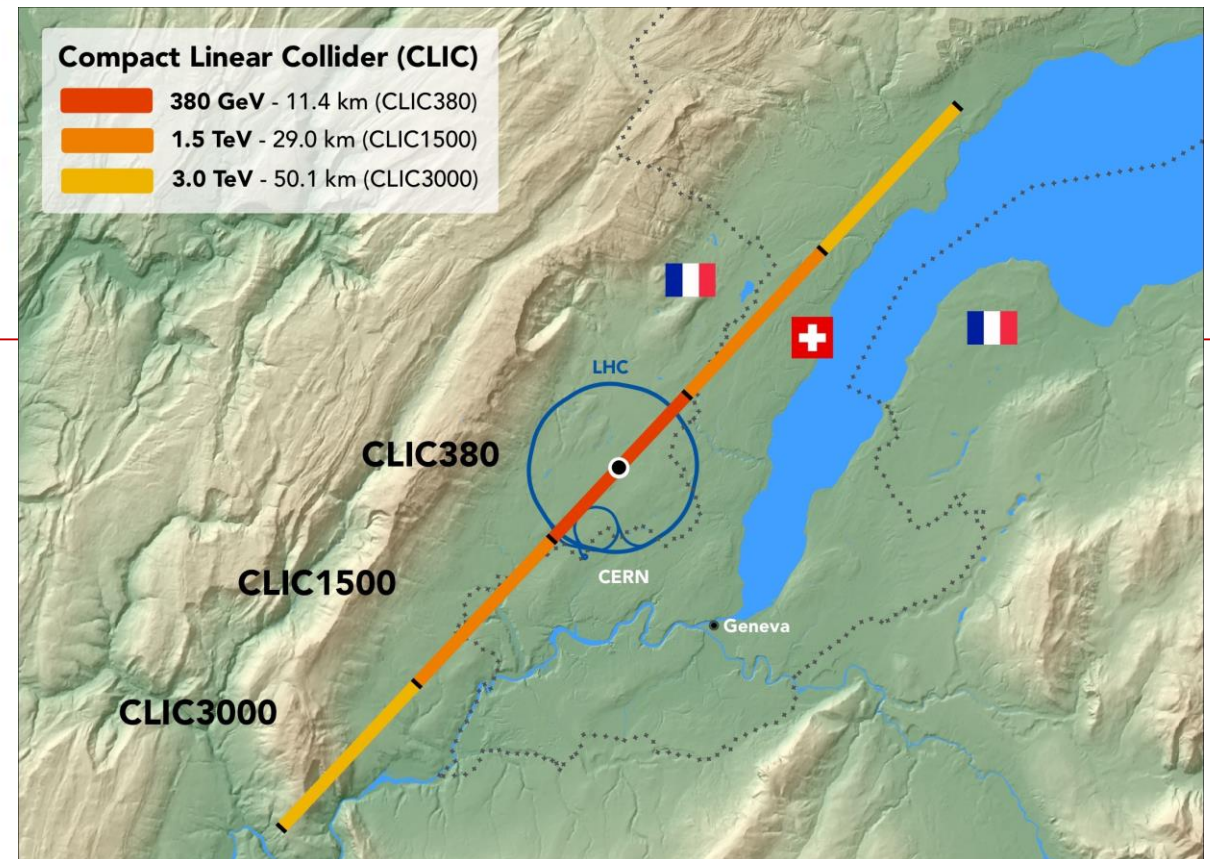 Compact Linear Collider (CLIC)
380 GeV - 11.4 km (CLIC380)
1.5 TeV - 29.0 km (CLIC1500)
3.0 TeV - 50.1 km (CLIC3000)
LHC
CLIC380
CLIC1500
CERN
Geneva
CLIC3000